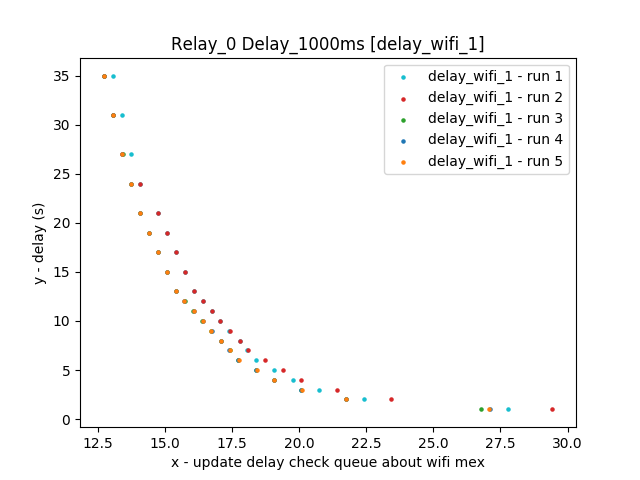 Relay_0 Delay_1000ms [delay_wifi_1]
delay_wifi_1 - run 1
delay_wifi_1 - run 2
delay_wifi_1 - run 3
delay_wifi_1 - run 4
delay_wifi_1 - run 5
y - delay (s)
35
30
25
20
15
10
5
0
12.5 15.0 17.5 20.0 22.5 25.0 27.5 30.0
x - update delay check queue about wifi mex